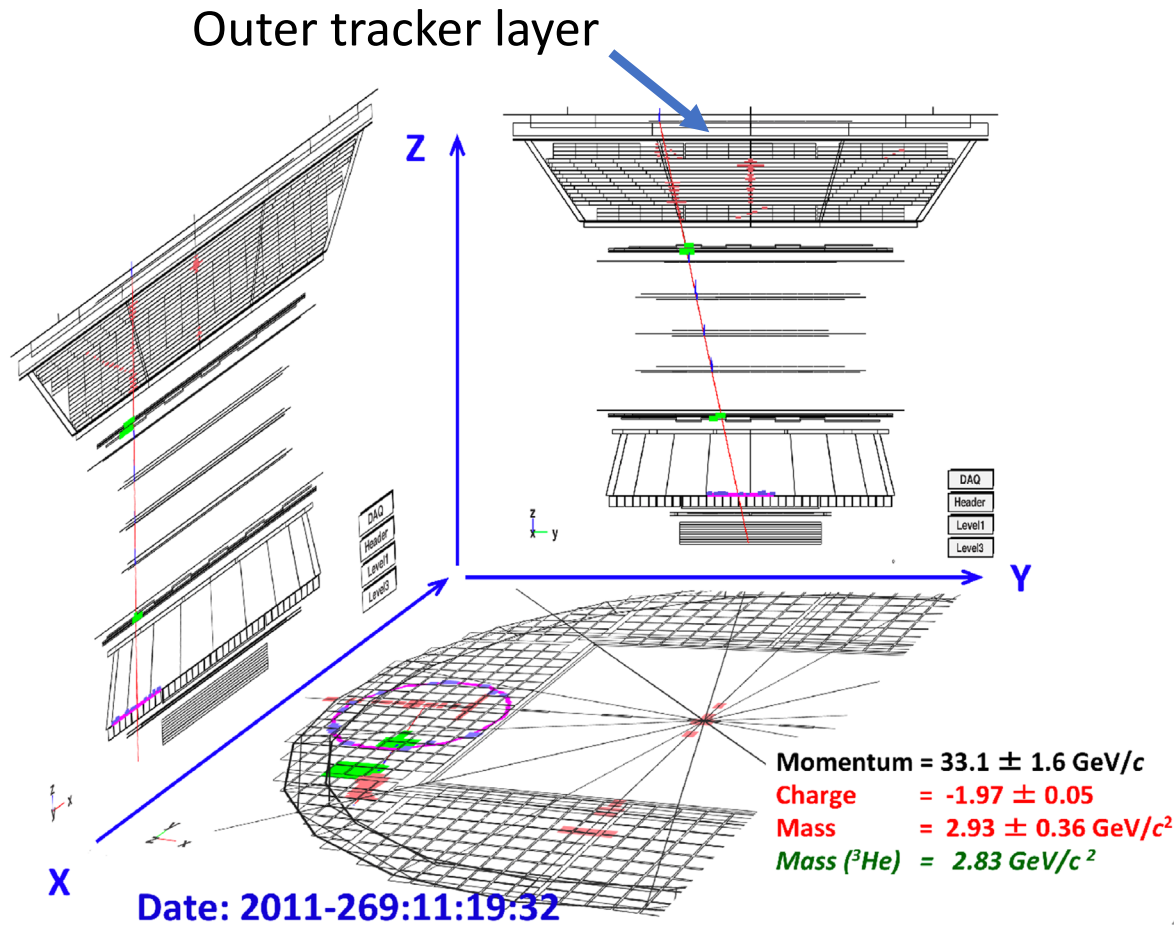 Outer tracker layer
Z
DAQ
Header
Level1
Level3
z
x y
DAQ
Header
Level1
Level3
Y
Momentum = 33.1 ± 1.6 GeV/c
Charge = -1.97 ± 0.05
Mass = 2.93 ± 0.36 GeV/c²
Mass (³He) = 2.83 GeV/c ²
z
x
y
y
x
X
Date: 2011-269:11:19:32